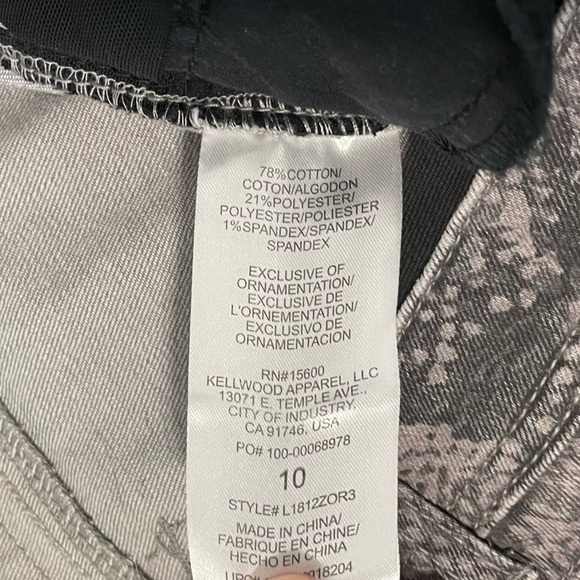 78%COTTON/
COTON/ALGODON
21%POLYESTER/
POLYESTER/POLIESTER
1%SPANDEX/SPANDEX/
SPANDEX
EXCLUSIVE OF
ORNAMENTATION/
EXCLUSIVE DE
L'ORNEMENTATION/
EXCLUSIVO DE
ORNAMENTACION
RN#15600
KELLWOOD APPAREL, LLC
13071 E. TEMPLE AVE.,
CITY OF INDUSTRY,
CA 91746, USA
PO# 100-00068978
10
STYLE# L1812ZOR3
MADE IN CHINA/
FABRIQUE EN CHINE/
HECHO EN CHINA